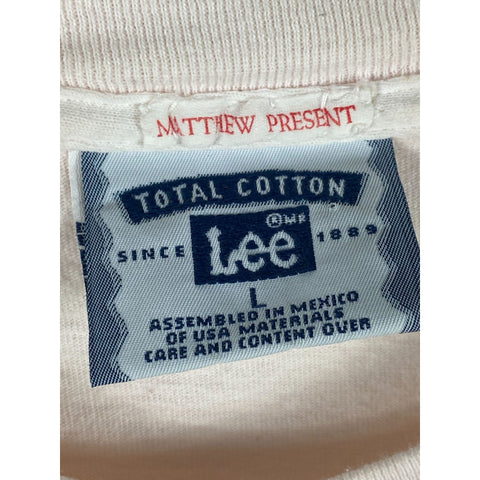 MATTHEW PRESENT
TOTAL COTTON
® MR
SINCE Lee 1889
L
ASSEMBLED IN MEXICO
OF USA MATERIALS
CARE AND CONTENT OVER